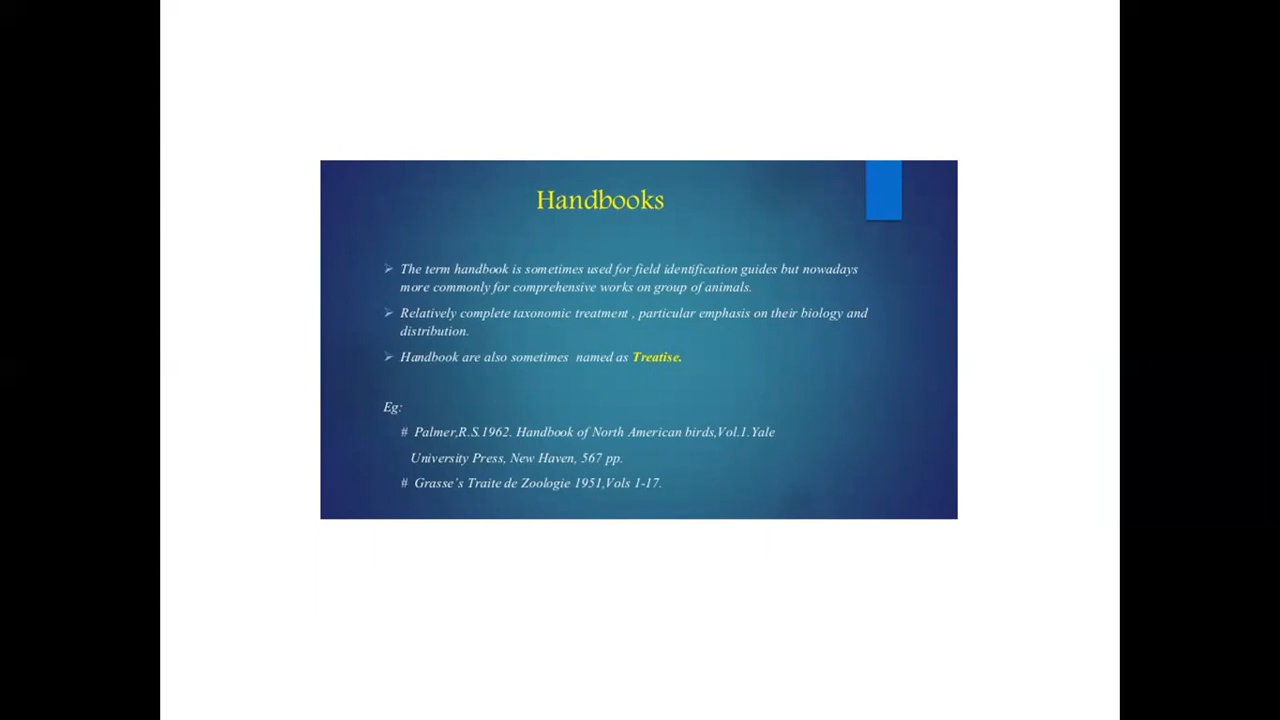 Handbooks
The term handbook is sometimes used for field identification guides but nowadays
more commonly for comprehensive works on group of animals.
Relatively complete taxonomic treatment , particular emphasis on their biology and
distribution.
Handbook are also sometimes named as Treatise.
Eg:
# Palmer,R.S.1962. Handbook of North American birds,Vol.1.Yale
University Press, New Haven, 567 pp.
# Grasse's Traite de Zoologie 1951,Vols 1-17.